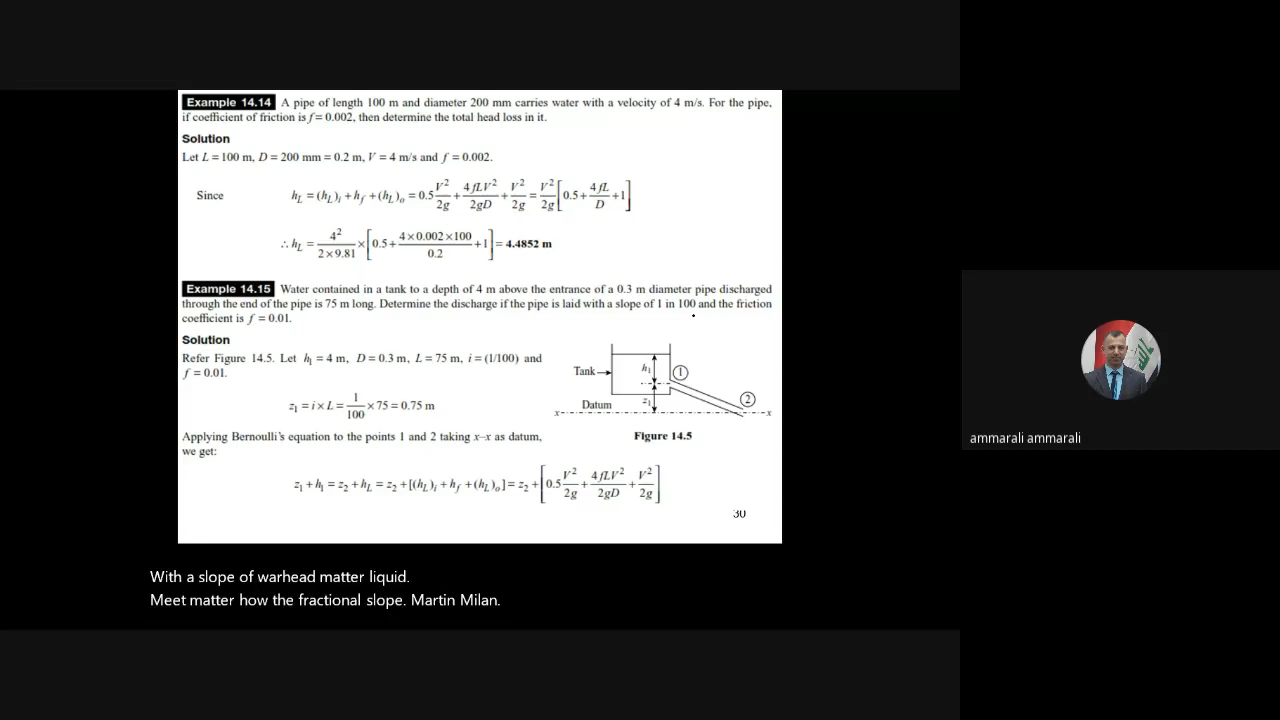 Example 14.14 A pipe of length 100 m and diameter 200 mm carries water with a velocity of 4 m/s. For the pipe,
if coefficient of friction is f = 0.002, then determine the total head loss in it.
Solution
Let L = 100 m, D = 200 mm = 0.2 m, V = 4 m/s and f = 0.002.
Since h_L = (h_L)_i + h_f + (h_L)_o = 0.5 V²/2g + 4fLV²/2gD + V²/2g = V²/2g [0.5 + 4fL/D + 1]
∴ h_L = 4²/2×9.81 × [0.5 + 4×0.002×100/0.2 + 1] = 4.4852 m
Example 14.15 Water contained in a tank to a depth of 4 m above the entrance of a 0.3 m diameter pipe discharged
through the end of the pipe is 75 m long. Determine the discharge if the pipe is laid with a slope of 1 in 100 and the friction
coefficient is f = 0.01.
Solution
Refer Figure 14.5. Let h₁ = 4 m, D = 0.3 m, L = 75 m, i = (1/100) and
f = 0.01.
z₁ = i × L = 1/100 × 75 = 0.75 m
Applying Bernoulli's equation to the points 1 and 2 taking x–x as datum,
we get:
Tank
h₁
1
z₁
2
Datum
x
x
Figure 14.5
z₁ + h₁ = z₂ + h_L = z₂ + [(h_L)_i + h_f + (h_L)_o] = z₂ + [0.5 V²/2g + 4fLV²/2gD + V²/2g]
30
With a slope of warhead matter liquid.
Meet matter how the fractional slope. Martin Milan.
ammarali ammarali